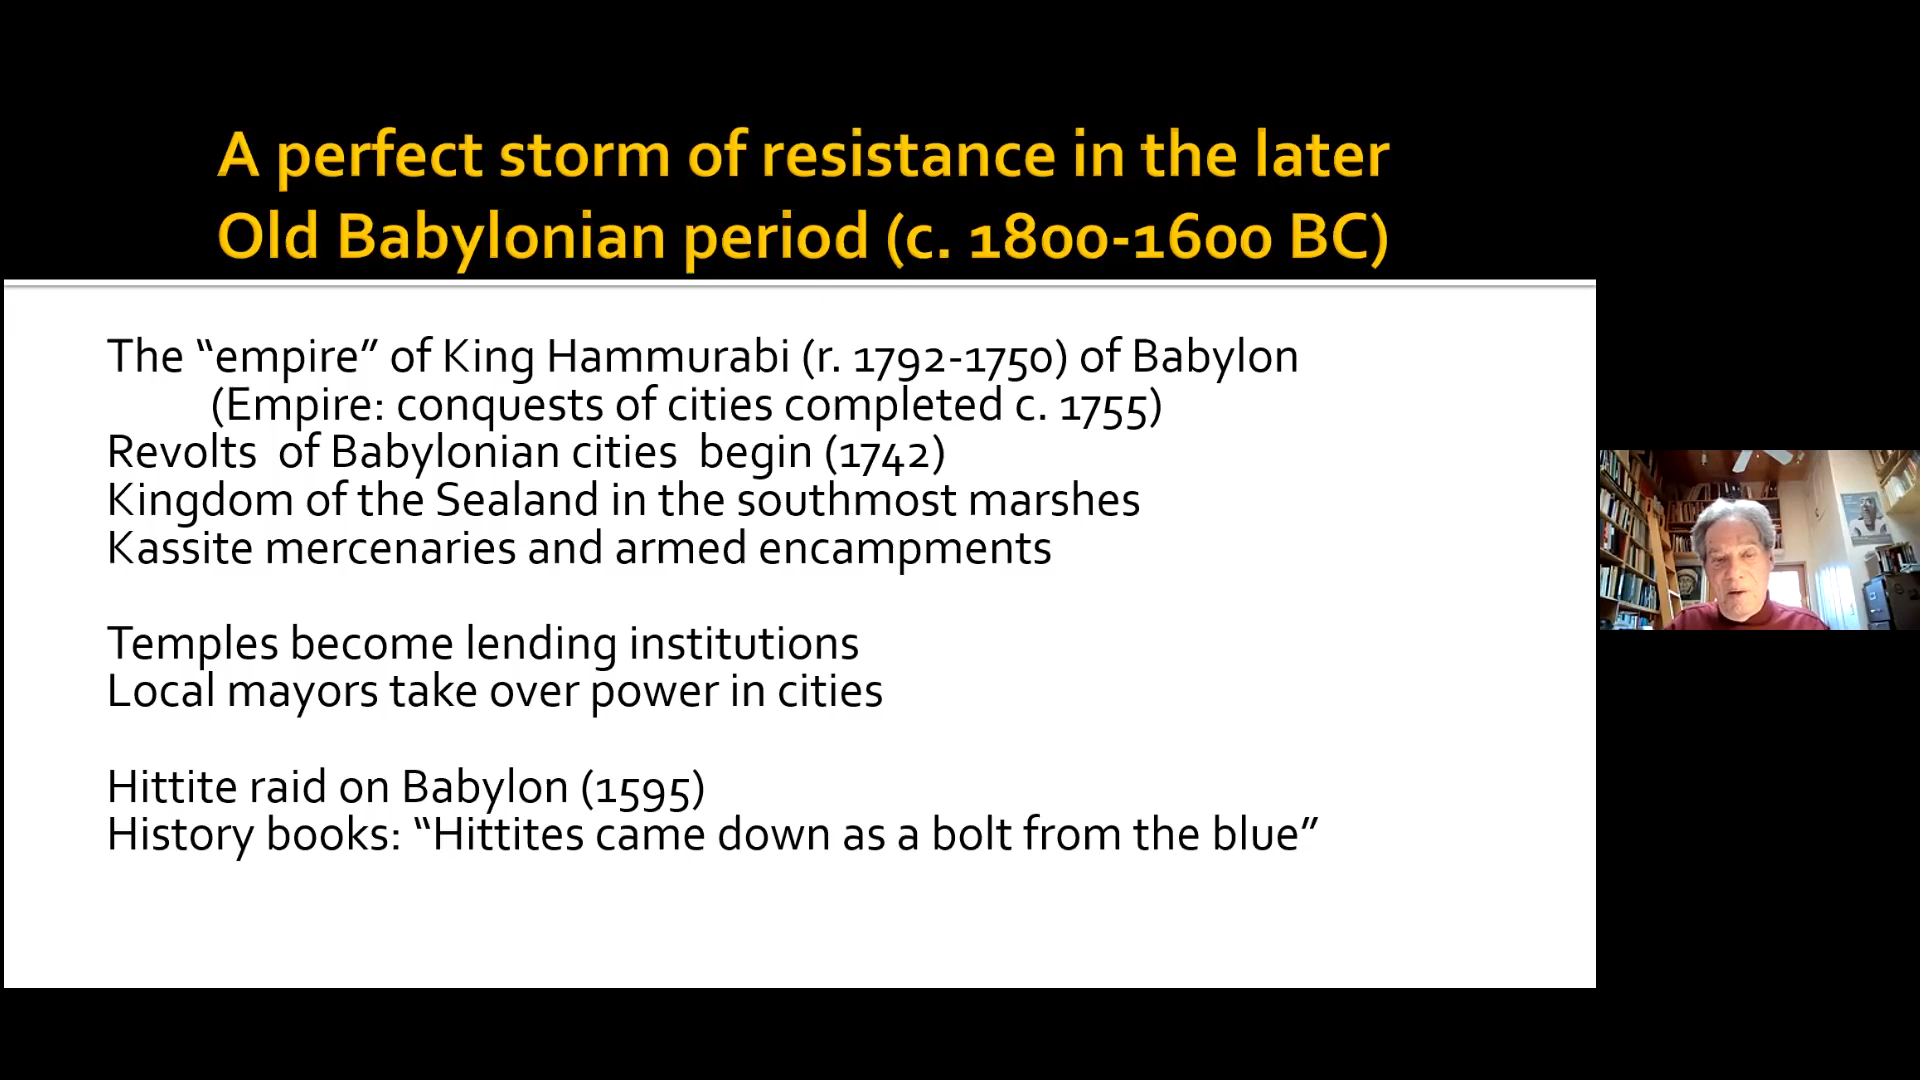 A perfect storm of resistance in the later
Old Babylonian period (c. 1800-1600 BC)
The “empire” of King Hammurabi (r. 1792-1750) of Babylon
(Empire: conquests of cities completed c. 1755)
Revolts of Babylonian cities begin (1742)
Kingdom of the Sealand in the southmost marshes
Kassite mercenaries and armed encampments
Temples become lending institutions
Local mayors take over power in cities
Hittite raid on Babylon (1595)
History books: “Hittites came down as a bolt from the blue”